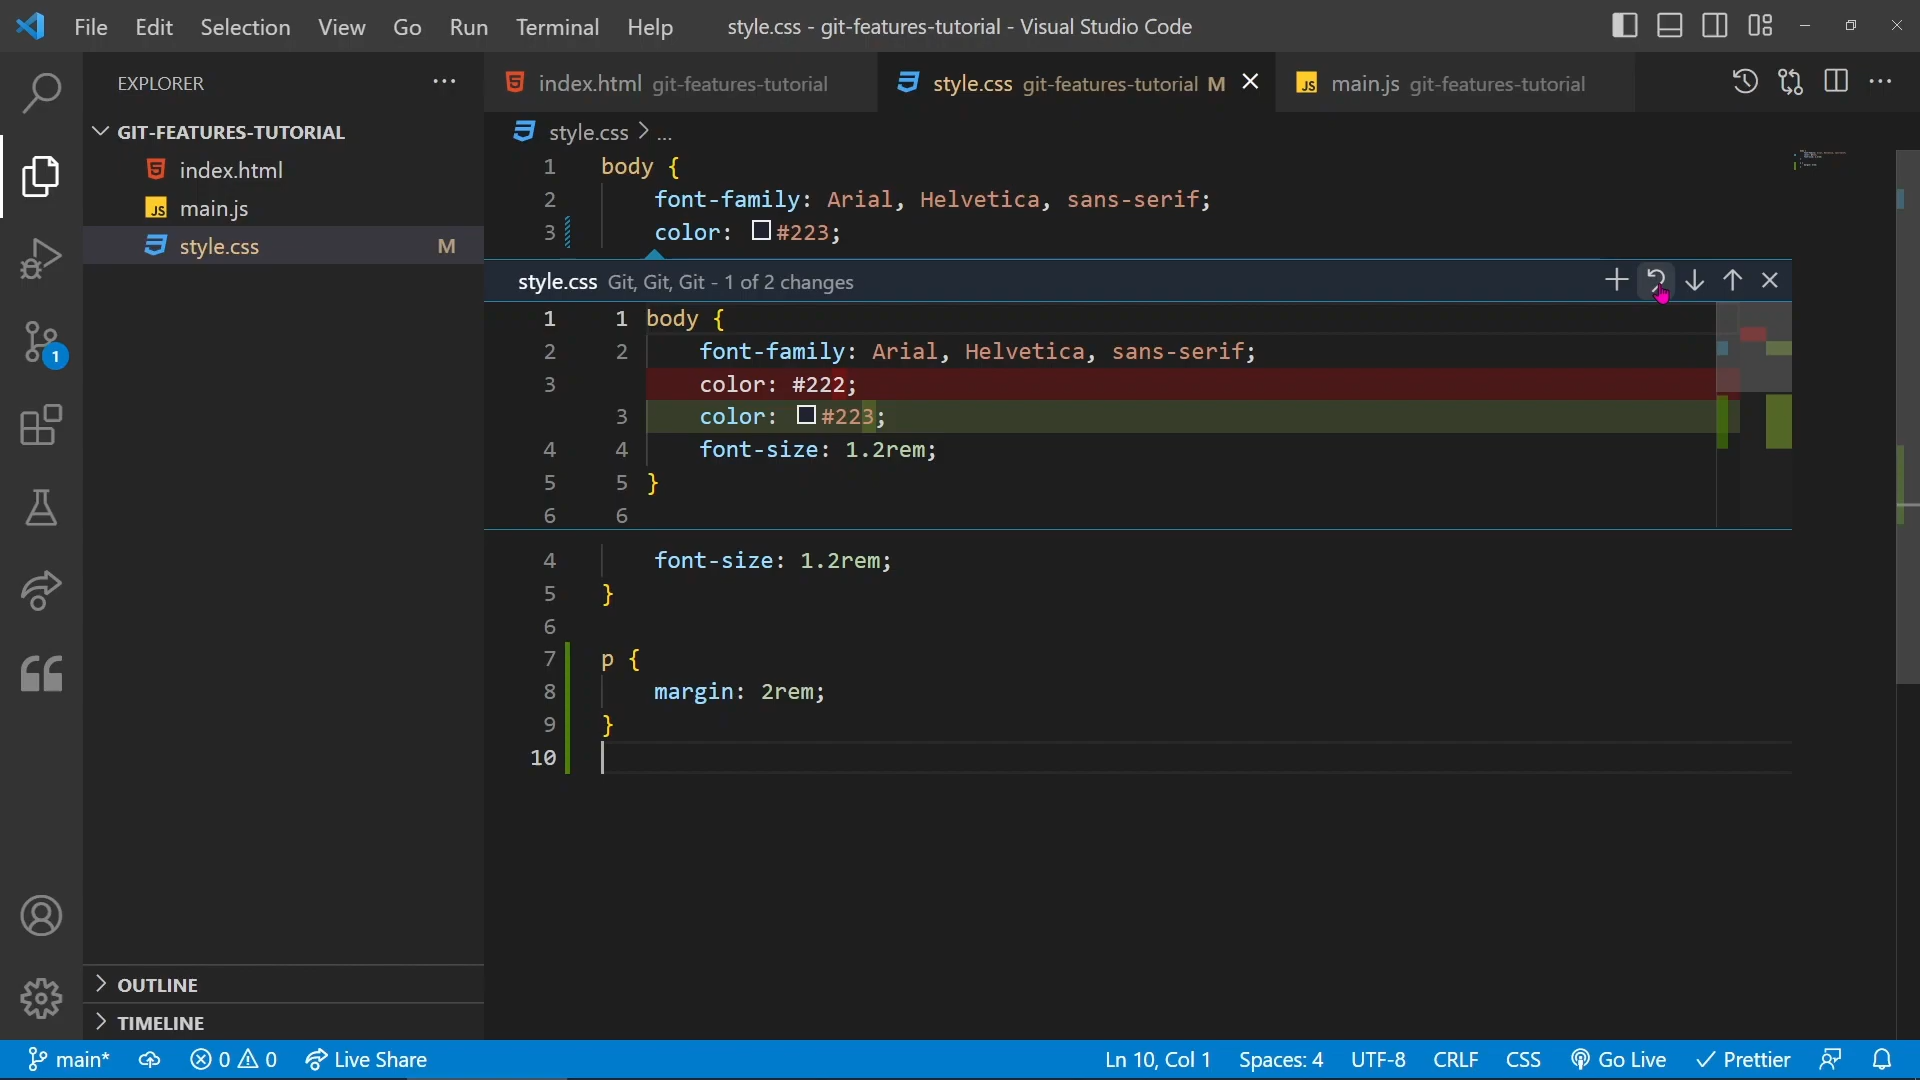 File Edit Selection View Go Run Terminal Help style.css - git-features-tutorial - Visual Studio Code
EXPLORER
GIT-FEATURES-TUTORIAL
index.html
JS main.js
style.css M
OUTLINE
TIMELINE
1
index.html git-features-tutorial style.css git-features-tutorial M JS main.js git-features-tutorial
style.css > ...
1 body {
2 font-family: Arial, Helvetica, sans-serif;
3 color: #223;
style.css Git, Git, Git - 1 of 2 changes
1 1 body {
2 2 font-family: Arial, Helvetica, sans-serif;
3 color: #222;
3 color: #223;
4 4 font-size: 1.2rem;
5 5 }
6 6
4 font-size: 1.2rem;
5 }
6
7 p {
8 margin: 2rem;
9 }
10
main* 0 0 Live Share Ln 10, Col 1 Spaces: 4 UTF-8 CRLF CSS Go Live Prettier